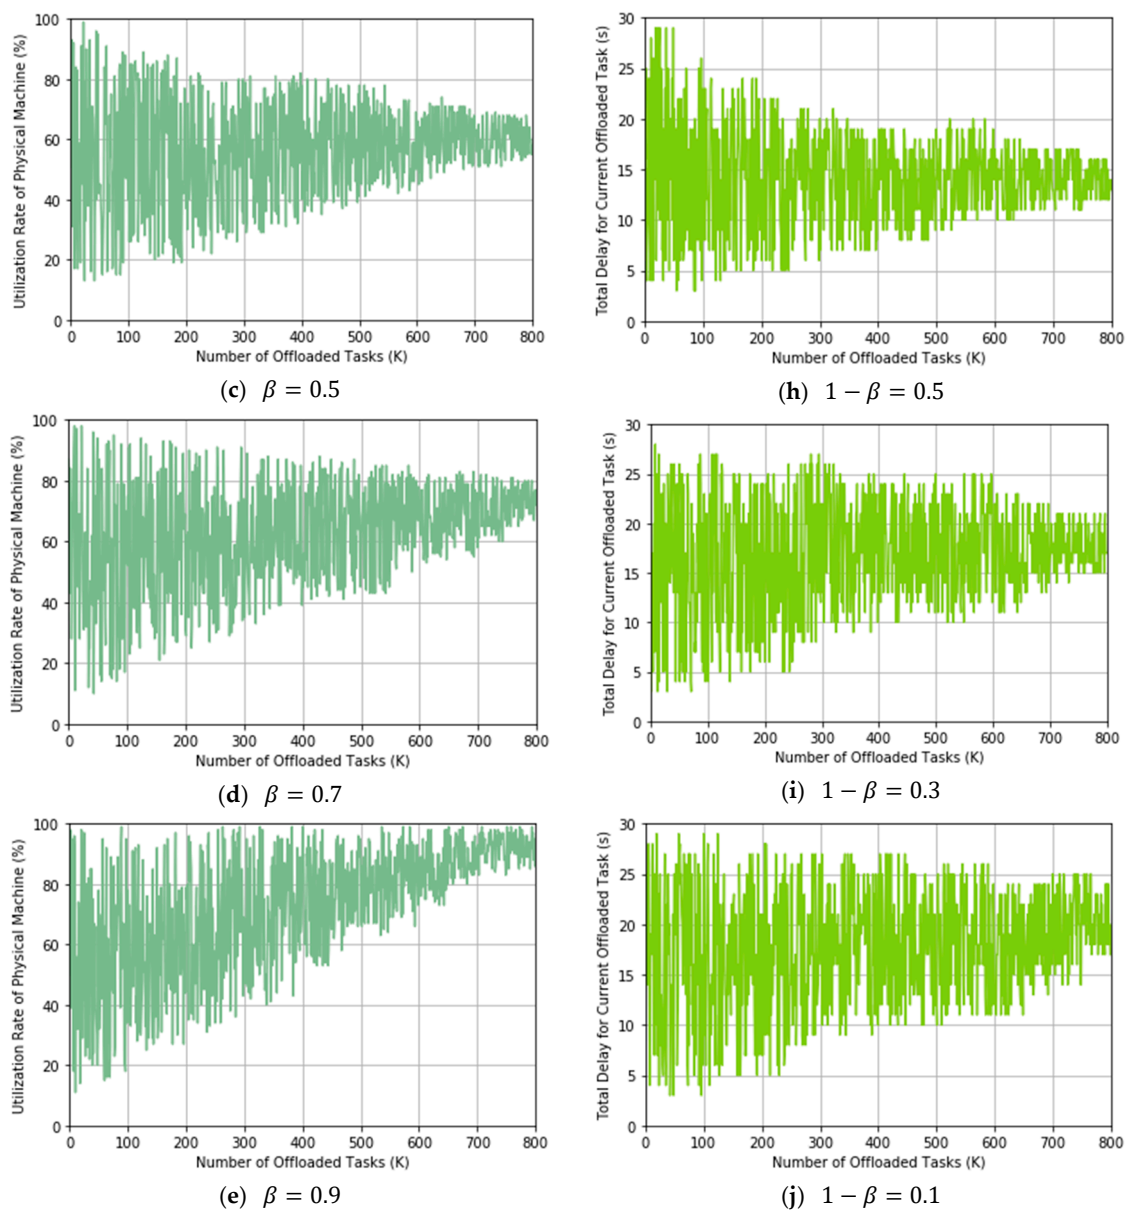 Utilization Rate of Physical Machine (%)
100
80
60
40
20
0
0 100 200 300 400 500 600 700 800
Number of Offloaded Tasks (K)
(c) β = 0.5
Total Delay for Current Offloaded Task (s)
30
25
20
15
10
5
0
0 100 200 300 400 500 600 700 800
Number of Offloaded Tasks (K)
(h) 1 − β = 0.5
Utilization Rate of Physical Machine (%)
100
80
60
40
20
0
0 100 200 300 400 500 600 700 800
Number of Offloaded Tasks (K)
(d) β = 0.7
Total Delay for Current Offloaded Task (s)
30
25
20
15
10
5
0
0 100 200 300 400 500 600 700 800
Number of Offloaded Tasks (K)
(i) 1 − β = 0.3
Utilization Rate of Physical Machine (%)
100
80
60
40
20
0
0 100 200 300 400 500 600 700 800
Number of Offloaded Tasks (K)
(e) β = 0.9
Total Delay for Current Offloaded Task (s)
30
25
20
15
10
5
0
0 100 200 300 400 500 600 700 800
Number of Offloaded Tasks (K)
(j) 1 − β = 0.1